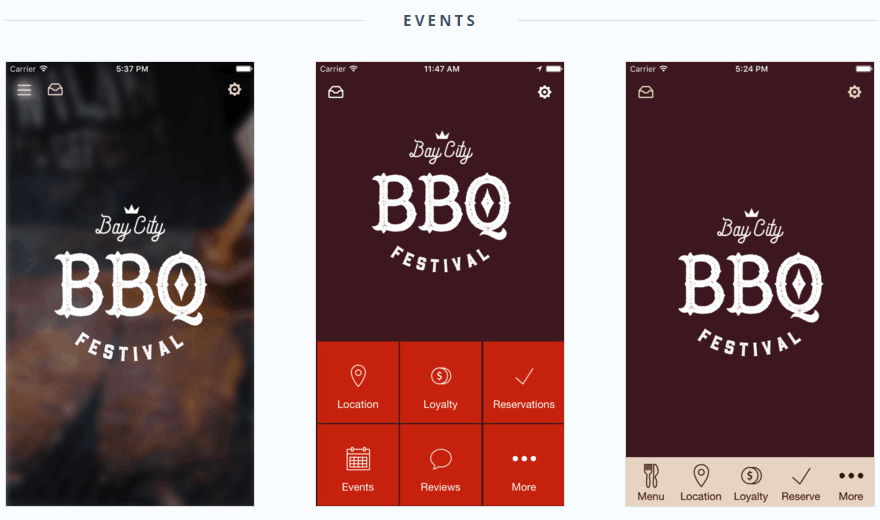 EVENTS
Carrier 5:37 PM
Bay City
BBQ
FESTIVAL
Carrier 11:47 AM
Bay City
BBQ
FESTIVAL
Location Loyalty Reservations
Events Reviews More
Carrier 5:24 PM
Bay City
BBQ
FESTIVAL
Menu Location Loyalty Reserve More